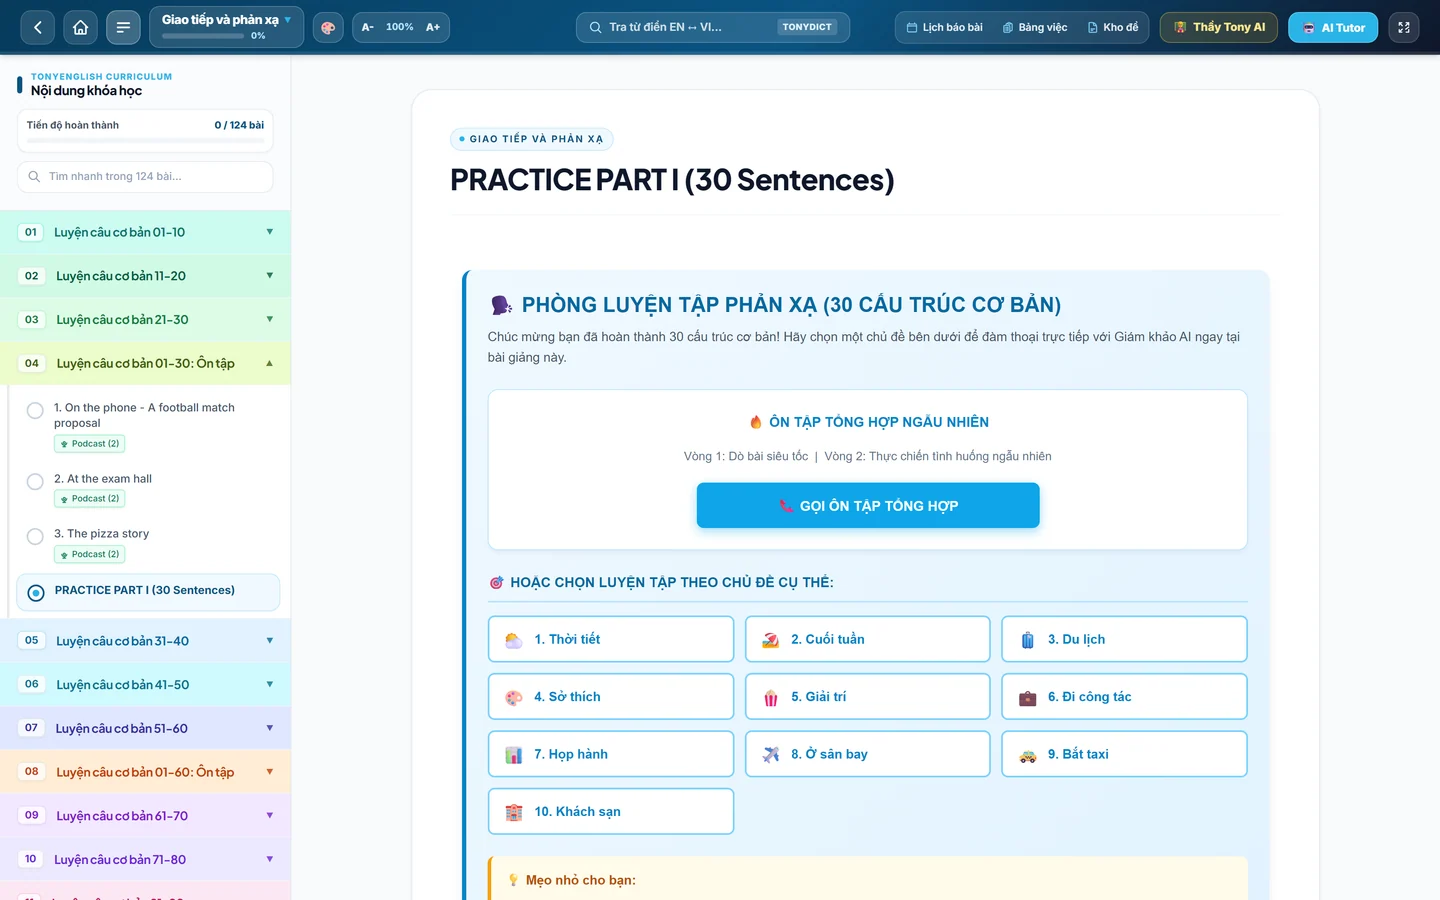 Giao tiếp và phản xạ ▼
0%
A- 100% A+
Tra từ điển EN ↔ VI... TONYDICT
Lịch báo bài
Bảng việc
Kho đề
Thầy Tony AI
AI Tutor
TONYENGLISH CURRICULUM
Nội dung khóa học
Tiến độ hoàn thành 0 / 124 bài
Tìm nhanh trong 124 bài...
01 Luyện câu cơ bản 01-10 ▼
02 Luyện câu cơ bản 11-20 ▼
03 Luyện câu cơ bản 21-30 ▼
04 Luyện câu cơ bản 01-30: Ôn tập ▲
1. On the phone - A football match
proposal
Podcast (2)
2. At the exam hall
Podcast (2)
3. The pizza story
Podcast (2)
PRACTICE PART I (30 Sentences)
05 Luyện câu cơ bản 31-40 ▼
06 Luyện câu cơ bản 41-50 ▼
07 Luyện câu cơ bản 51-60 ▼
08 Luyện câu cơ bản 01-60: Ôn tập ▼
09 Luyện câu cơ bản 61-70 ▼
10 Luyện câu cơ bản 71-80 ▼
GIAO TIẾP VÀ PHẢN XẠ
PRACTICE PART I (30 Sentences)
PHÒNG LUYỆN TẬP PHẢN XẠ (30 CẤU TRÚC CƠ BẢN)
Chúc mừng bạn đã hoàn thành 30 cấu trúc cơ bản! Hãy chọn một chủ đề bên dưới để đàm thoại trực tiếp với Giám khảo AI ngay tại
bài giảng này.
ÔN TẬP TỔNG HỢP NGẪU NHIÊN
Vòng 1: Dò bài siêu tốc | Vòng 2: Thực chiến tình huống ngẫu nhiên
GỌI ÔN TẬP TỔNG HỢP
HOẶC CHỌN LUYỆN TẬP THEO CHỦ ĐỀ CỤ THỂ:
1. Thời tiết
2. Cuối tuần
3. Du lịch
4. Sở thích
5. Giải trí
6. Đi công tác
7. Họp hành
8. Ở sân bay
9. Bắt taxi
10. Khách sạn
Mẹo nhỏ cho bạn: